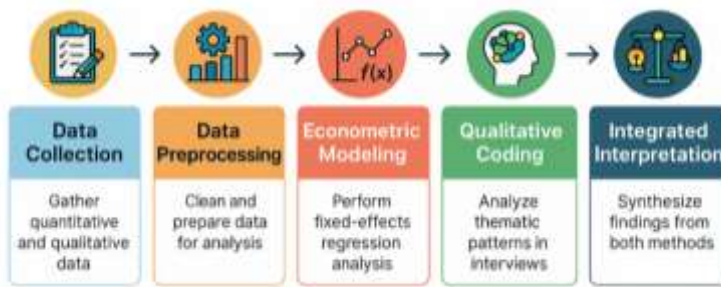 f(x)
Data
Collection
Gather
quantitative
and qualitative
data
Data
Preprocessing
Clean and
prepare data
for analysis
Econometric
Modeling
Perform
fixed-effects
regression
analysis
Qualitative
Coding
Analyze
thematic
patterns in
interviews
Integrated
Interpretation
Synthesize
findings from
both methods